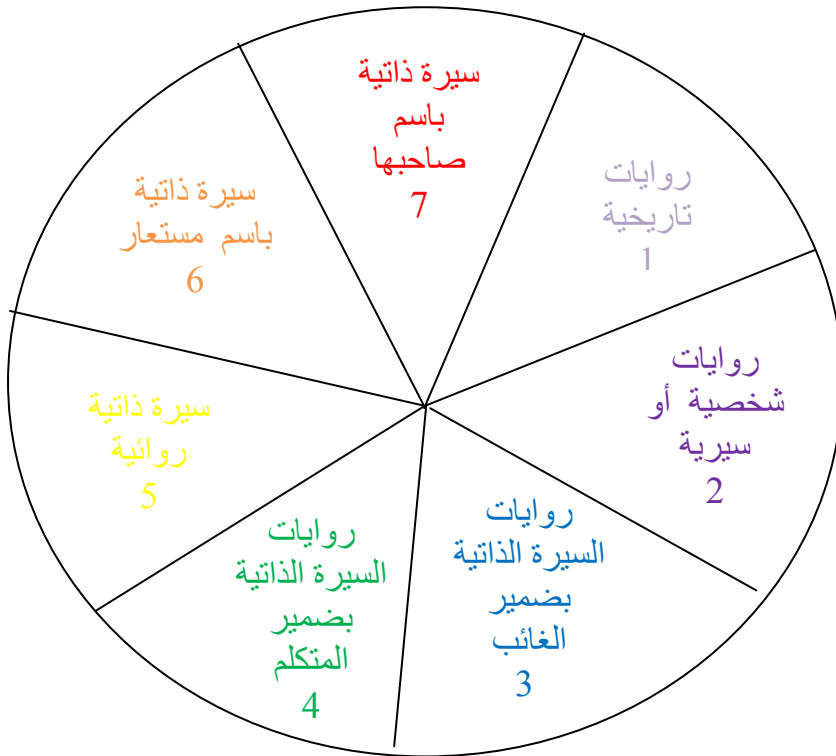 روايات
تاريخية
1
روايات
شخصية أو
سيرية
2
روايات
السيرة الذاتية
بضمير
الغائب
3
روايات
السيرة الذاتية
بضمير
المتكلم
4
سيرة ذاتية
روائية
5
سيرة ذاتية
باسم مستعار
6
سيرة ذاتية
باسم
صاحبها
7